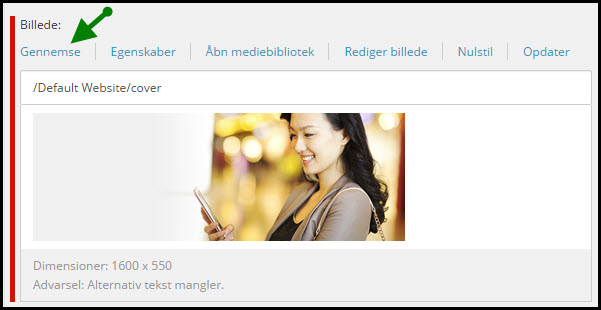 Billede:
Gennemse Egenskaber Åbn mediebibliotek Rediger billede Nulstil Opdater
/Default Website/cover
Dimensioner: 1600 x 550
Advarsel: Alternativ tekst mangler.